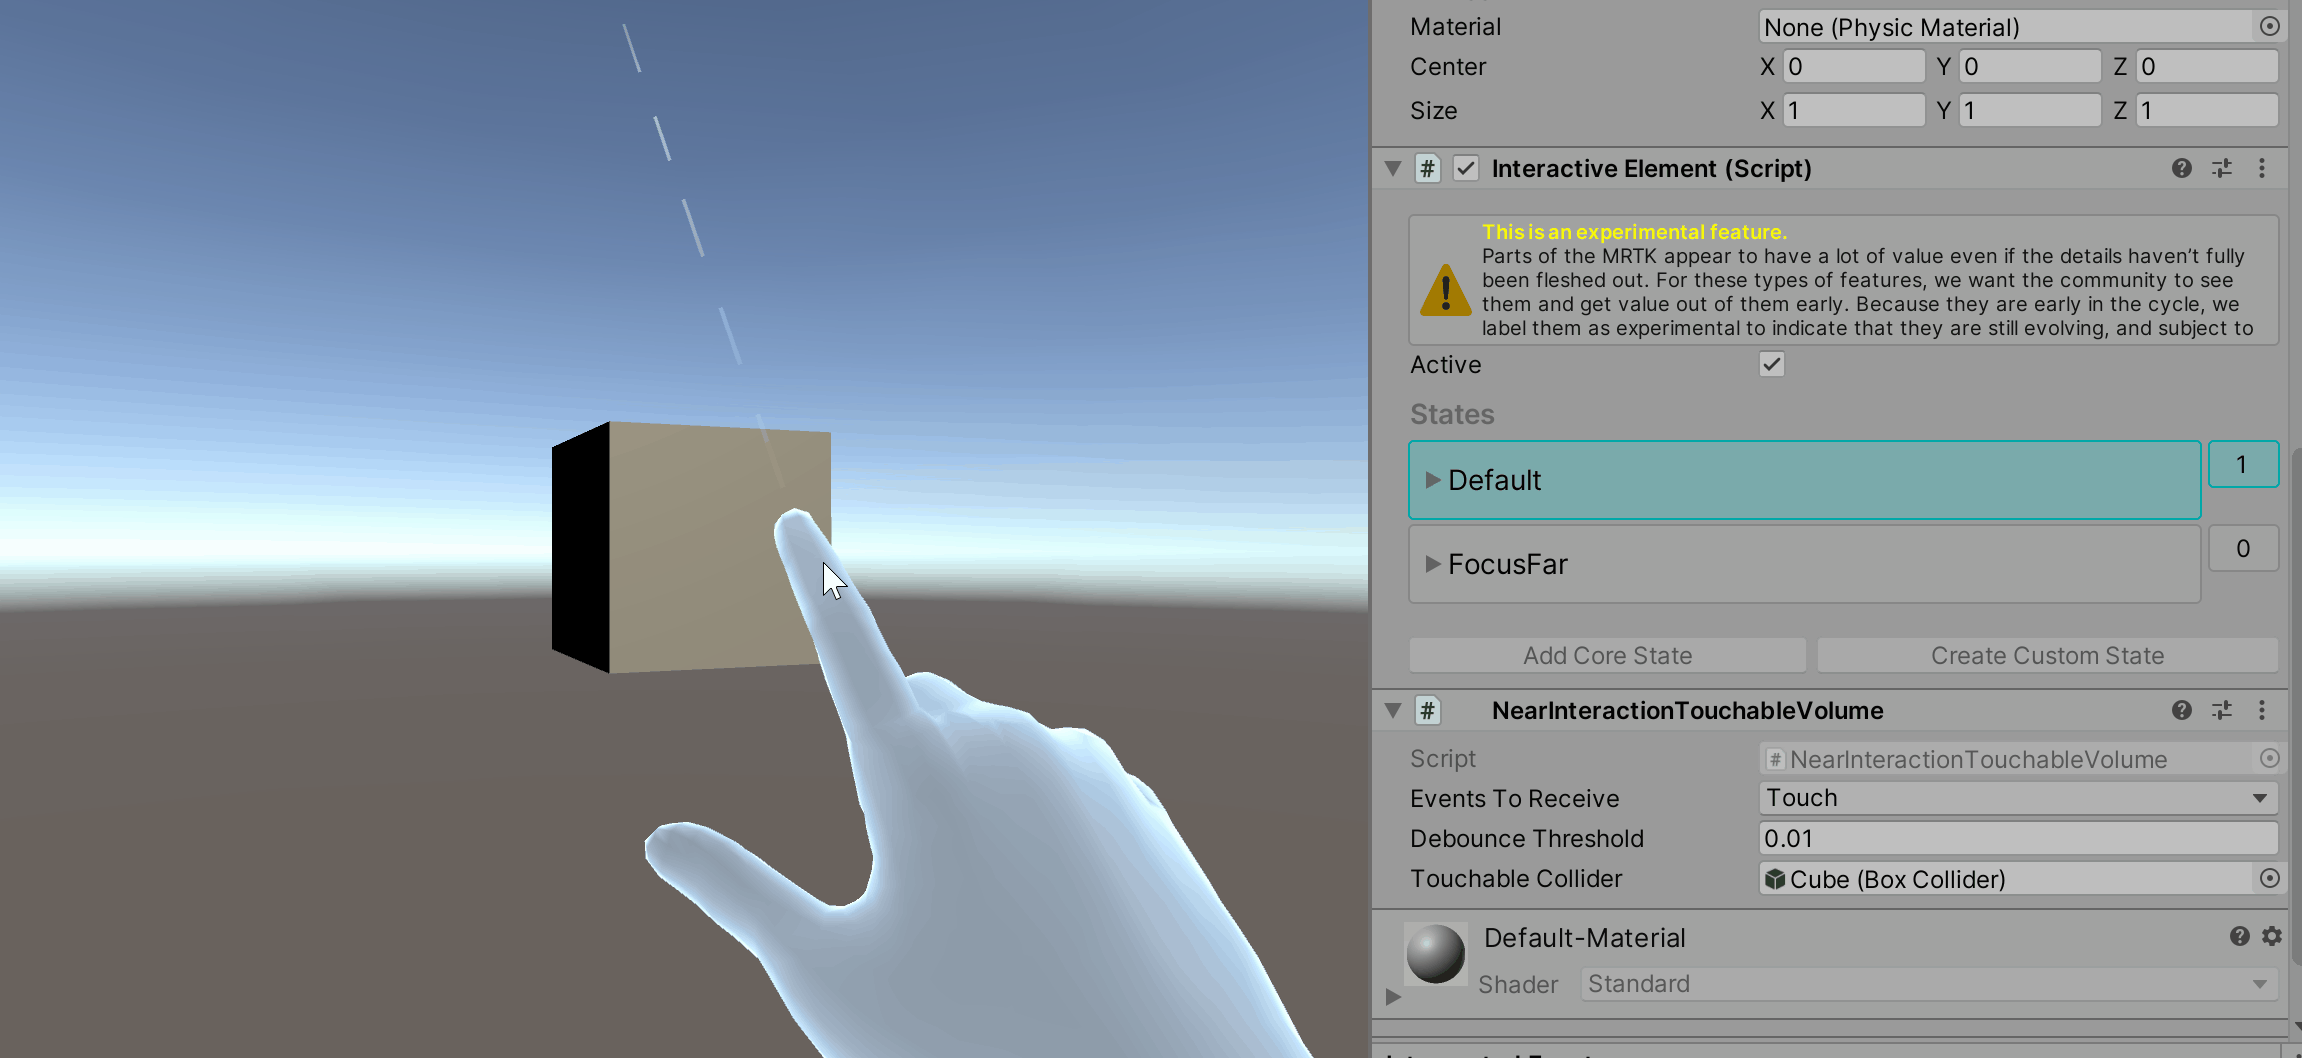 Material None (Physic Material)
Center X 0 Y 0 Z 0
Size X 1 Y 1 Z 1
# Interactive Element (Script)
This is an experimental feature.
Parts of the MRTK appear to have a lot of value even if the details haven’t fully
been fleshed out. For these types of features, we want the community to see
them and get value out of them early. Because they are early in the cycle, we
label them as experimental to indicate that they are still evolving, and subject to
Active
States
Default 1
FocusFar 0
Add Core State Create Custom State
# NearInteractionTouchableVolume
Script # NearInteractionTouchableVolume
Events To Receive Touch
Debounce Threshold 0.01
Touchable Collider Cube (Box Collider)
Default-Material
Shader Standard